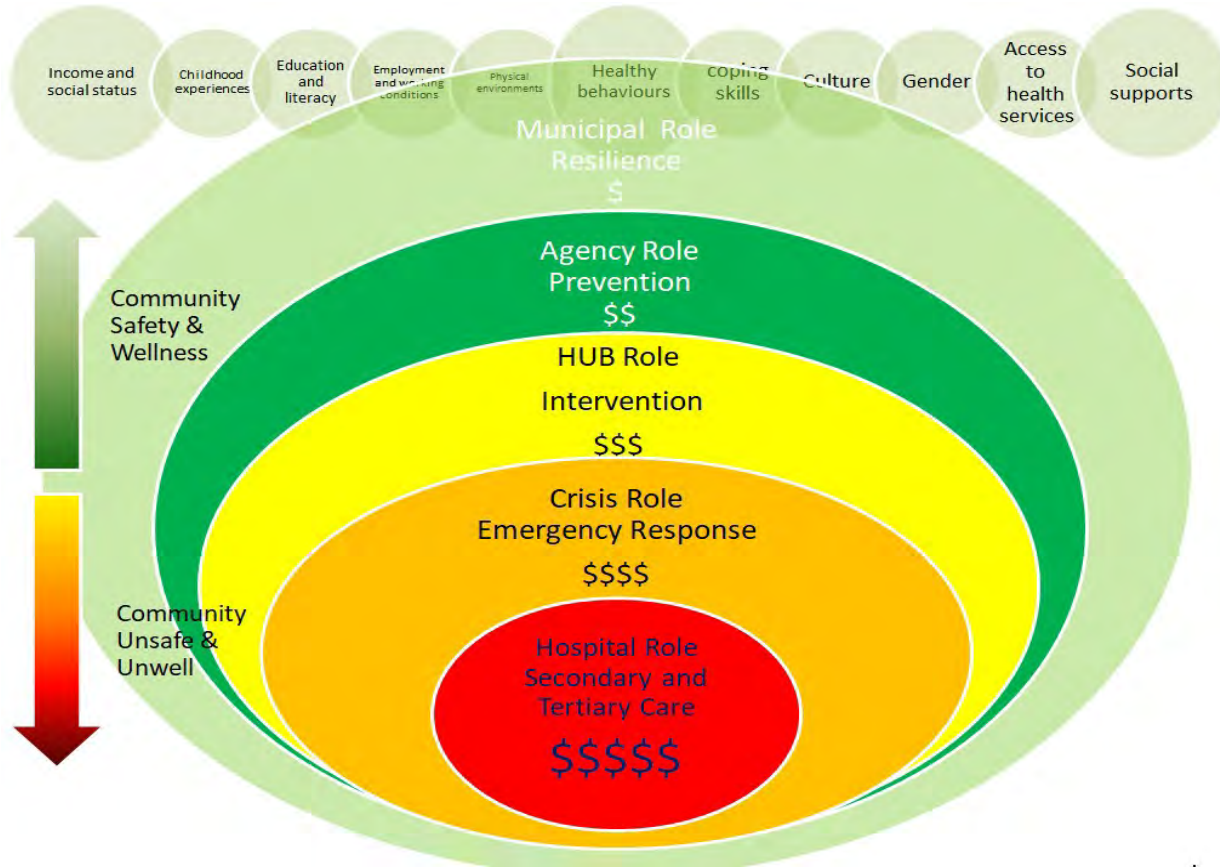 Income and
social status
Childhood
experiences
Education
and
literacy
Employment
and working
conditions
Physical
environments
Healthy
behaviours
coping
skills
Culture
Gender
Access
to
health
services
Social
supports
Municipal Role
Resilience
$
Agency Role
Prevention
$$
HUB Role
Intervention
$$$
Crisis Role
Emergency Response
$$$$
Hospital Role
Secondary and
Tertiary Care
$$$$$
Community
Safety &
Wellness
Community
Unsafe &
Unwell